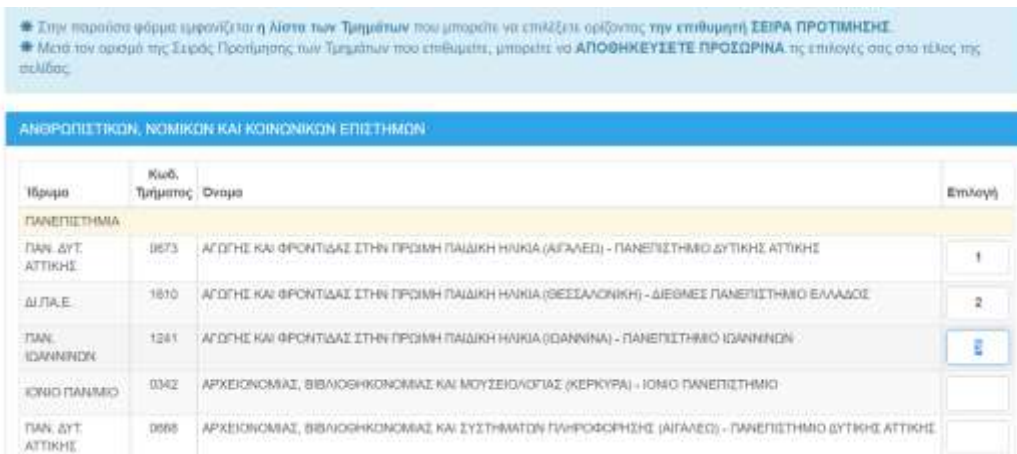 ✱ Στην παρούσα φόρμα εμφανίζεται η λίστα των Τμημάτων που μπορείτε να επιλέξετε ορίζοντας την επιθυμητή ΣΕΙΡΑ ΠΡΟΤΙΜΗΣΗΣ.
✱ Μετά τον ορισμό της Σειράς Προτίμησης των Τμημάτων που επιθυμείτε, μπορείτε να ΑΠΟΘΗΚΕΥΣΕΤΕ ΠΡΟΣΩΡΙΝΑ τις επιλογές σας στο τέλος της
σελίδας.
ΑΝΘΡΩΠΙΣΤΙΚΩΝ, ΝΟΜΙΚΩΝ ΚΑΙ ΚΟΙΝΩΝΙΚΩΝ ΕΠΙΣΤΗΜΩΝ
Ίδρυμα Κωδ. Τμήματος Όνομα Επιλογή
ΠΑΝΕΠΙΣΤΗΜΙΑ
ΠΑΝ. ΔΥΤ. 0673 ΑΓΩΓΗΣ ΚΑΙ ΦΡΟΝΤΙΔΑΣ ΣΤΗΝ ΠΡΩΙΜΗ ΠΑΙΔΙΚΗ ΗΛΙΚΙΑ (ΑΙΓΑΛΕΩ) - ΠΑΝΕΠΙΣΤΗΜΙΟ ΔΥΤΙΚΗΣ ΑΤΤΙΚΗΣ 1
ΑΤΤΙΚΗΣ
ΔΙ.ΠΑ.Ε. 1610 ΑΓΩΓΗΣ ΚΑΙ ΦΡΟΝΤΙΔΑΣ ΣΤΗΝ ΠΡΩΙΜΗ ΠΑΙΔΙΚΗ ΗΛΙΚΙΑ (ΘΕΣΣΑΛΟΝΙΚΗ) - ΔΙΕΘΝΕΣ ΠΑΝΕΠΙΣΤΗΜΙΟ ΕΛΛΑΔΟΣ 2
ΠΑΝ. 1241 ΑΓΩΓΗΣ ΚΑΙ ΦΡΟΝΤΙΔΑΣ ΣΤΗΝ ΠΡΩΙΜΗ ΠΑΙΔΙΚΗ ΗΛΙΚΙΑ (ΙΩΑΝΝΙΝΑ) - ΠΑΝΕΠΙΣΤΗΜΙΟ ΙΩΑΝΝΙΝΩΝ
ΙΩΑΝΝΙΝΩΝ
ΙΟΝΙΟ ΠΑΝ/ΜΙΟ 0342 ΑΡΧΕΙΟΝΟΜΙΑΣ, ΒΙΒΛΙΟΘΗΚΟΝΟΜΙΑΣ ΚΑΙ ΜΟΥΣΕΙΟΛΟΓΙΑΣ (ΚΕΡΚΥΡΑ) - ΙΟΝΙΟ ΠΑΝΕΠΙΣΤΗΜΙΟ
ΠΑΝ. ΔΥΤ. 0668 ΑΡΧΕΙΟΝΟΜΙΑΣ, ΒΙΒΛΙΟΘΗΚΟΝΟΜΙΑΣ ΚΑΙ ΣΥΣΤΗΜΑΤΩΝ ΠΛΗΡΟΦΟΡΗΣΗΣ (ΑΙΓΑΛΕΩ) - ΠΑΝΕΠΙΣΤΗΜΙΟ ΔΥΤΙΚΗΣ ΑΤΤΙΚΗΣ
ΑΤΤΙΚΗΣ